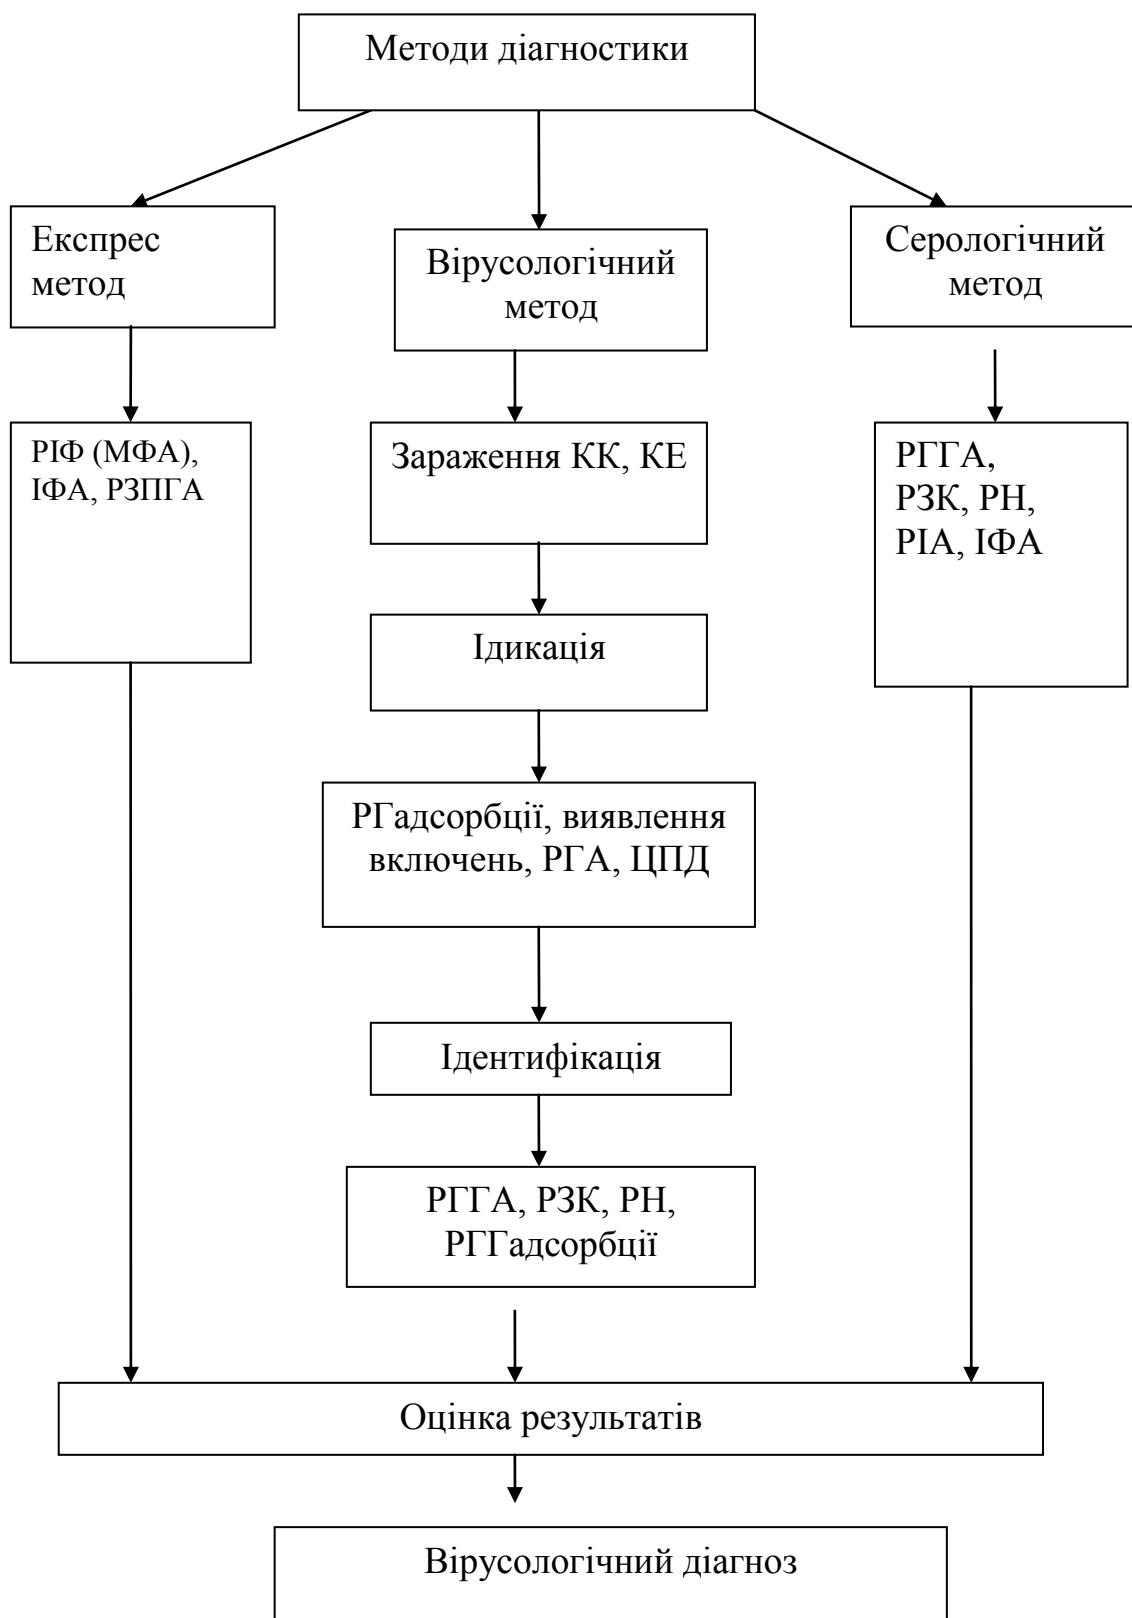 Методи діагностики
Експрес
метод
Вірусологічний
метод
Серологічний
метод
РІФ (МФА),
ІФА, РЗПГА
Зараження КК, КЕ
РГГА,
РЗК, РН,
РІА, ІФА
Ідикація
РГадсорбції, виявлення
включень, РГА, ЦПД
Ідентифікація
РГГА, РЗК, РН,
РГГадсорбції
Оцінка результатів
Вірусологічний діагноз